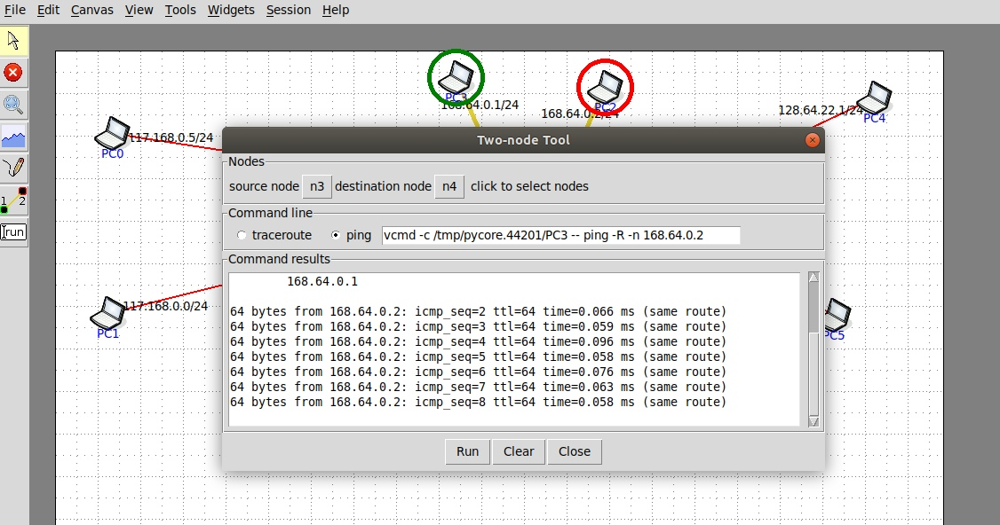 File Edit Canvas View Tools Widgets Session Help
PC3
168.64.0.1/24
PC2
168.64.0.2/24
128.64.22.1/24
PC4
117.168.0.5/24
PC0
Two-node Tool
Nodes
source node n3 destination node n4 click to select nodes
Command line
traceroute ping vcmd -c /tmp/pycore.44201/PC3 -- ping -R -n 168.64.0.2
Command results
168.64.0.1
64 bytes from 168.64.0.2: icmp_seq=2 ttl=64 time=0.066 ms (same route)
64 bytes from 168.64.0.2: icmp_seq=3 ttl=64 time=0.059 ms (same route)
64 bytes from 168.64.0.2: icmp_seq=4 ttl=64 time=0.096 ms (same route)
64 bytes from 168.64.0.2: icmp_seq=5 ttl=64 time=0.058 ms (same route)
64 bytes from 168.64.0.2: icmp_seq=6 ttl=64 time=0.076 ms (same route)
64 bytes from 168.64.0.2: icmp_seq=7 ttl=64 time=0.063 ms (same route)
64 bytes from 168.64.0.2: icmp_seq=8 ttl=64 time=0.058 ms (same route)
Run Clear Close
1 2
run
117.168.0.0/24
PC1
PC5